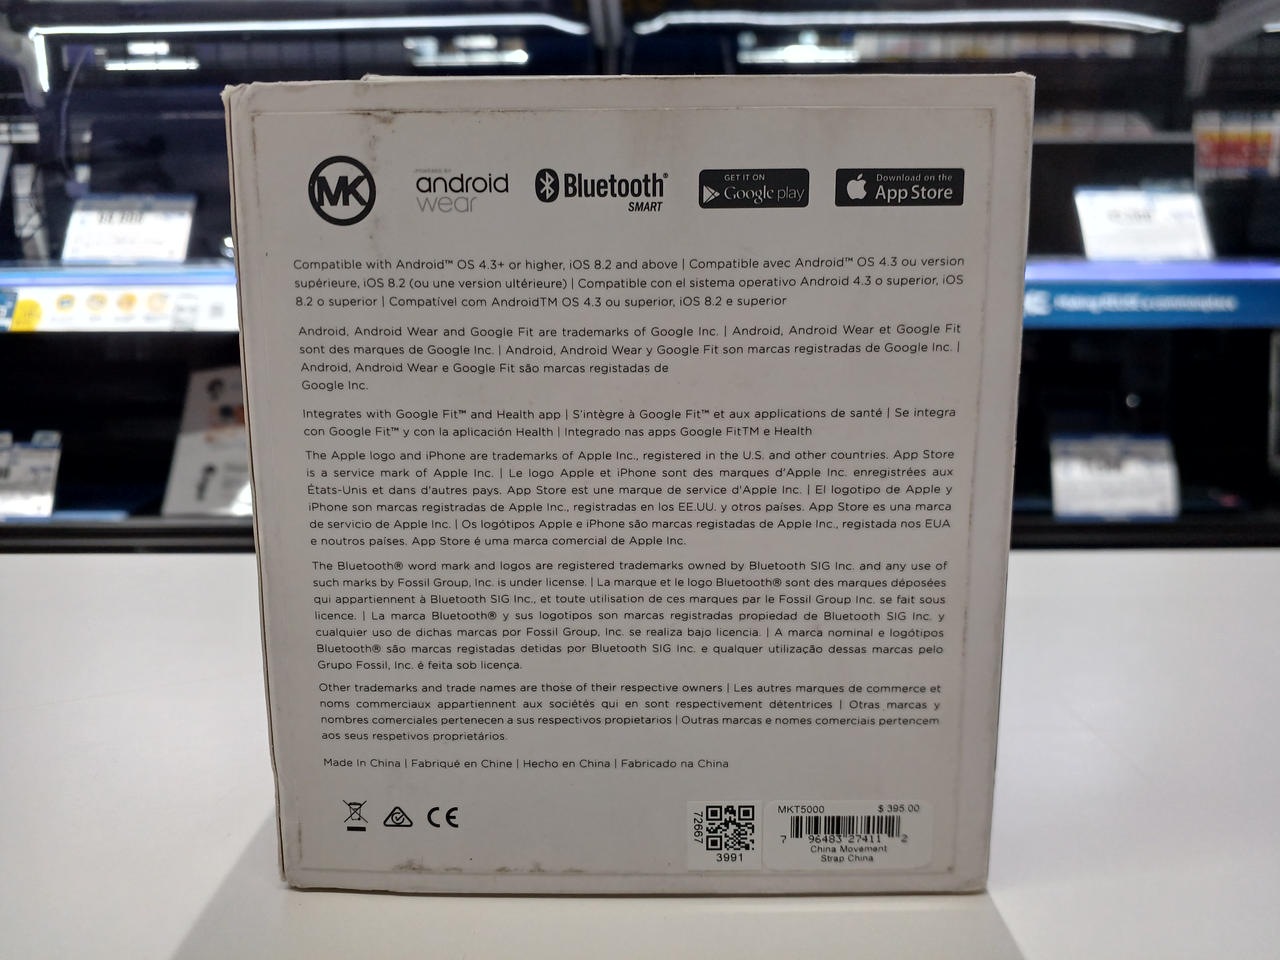 MK
POWERED BY
android
wear
Bluetooth®
SMART
GET IT ON
Google play
Download on the
App Store
Compatible with Android™ OS 4.3+ or higher, iOS 8.2 and above | Compatible avec Android™ OS 4.3 ou version
supérieure, iOS 8.2 (ou une version ultérieure) | Compatible con el sistema operativo Android 4.3 o superior, iOS
8.2 o superior | Compatível com AndroidTM OS 4.3 ou superior, iOS 8.2 e superior
Android, Android Wear and Google Fit are trademarks of Google Inc. | Android, Android Wear et Google Fit
sont des marques de Google Inc. | Android, Android Wear y Google Fit son marcas registradas de Google Inc. |
Android, Android Wear e Google Fit são marcas registadas de
Google Inc.
Integrates with Google Fit™ and Health app | S'intègre à Google Fit™ et aux applications de santé | Se integra
con Google Fit™ y con la aplicación Health | Integrado nas apps Google FitTM e Health
The Apple logo and iPhone are trademarks of Apple Inc., registered in the U.S. and other countries. App Store
is a service mark of Apple Inc. | Le logo Apple et iPhone sont des marques d'Apple Inc. enregistrées aux
États-Unis et dans d'autres pays. App Store est une marque de service d'Apple Inc. | El logotipo de Apple y
iPhone son marcas registradas de Apple Inc., registradas en los EE.UU. y otros países. App Store es una marca
de servicio de Apple Inc. | Os logótipos Apple e iPhone são marcas registadas de Apple Inc., registada nos EUA
e noutros países. App Store é uma marca comercial de Apple Inc.
The Bluetooth® word mark and logos are registered trademarks owned by Bluetooth SIG Inc. and any use of
such marks by Fossil Group, Inc. is under license. | La marque et le logo Bluetooth® sont des marques déposées
qui appartiennent à Bluetooth SIG Inc., et toute utilisation de ces marques par le Fossil Group Inc. se fait sous
licence. | La marca Bluetooth® y sus logotipos son marcas registradas propiedad de Bluetooth SIG Inc. y
cualquier uso de dichas marcas por Fossil Group, Inc. se realiza bajo licencia. | A marca nominal e logótipos
Bluetooth® são marcas registadas detidas por Bluetooth SIG Inc. e qualquer utilização dessas marcas pelo
Grupo Fossil, Inc. é feita sob licença.
Other trademarks and trade names are those of their respective owners | Les autres marques de commerce et
noms commerciaux appartiennent aux sociétés qui en sont respectivement détentrices | Otras marcas y
nombres comerciales pertenecen a sus respectivos propietarios | Outras marcas e nomes comerciais pertencem
aos seus respetivos proprietários.
Made In China | Fabriqué en Chine | Hecho en China | Fabricado na China
CE
72667
3991
MKT5000 $ 395.00
7 96483 27411 2
China Movement
Strap China